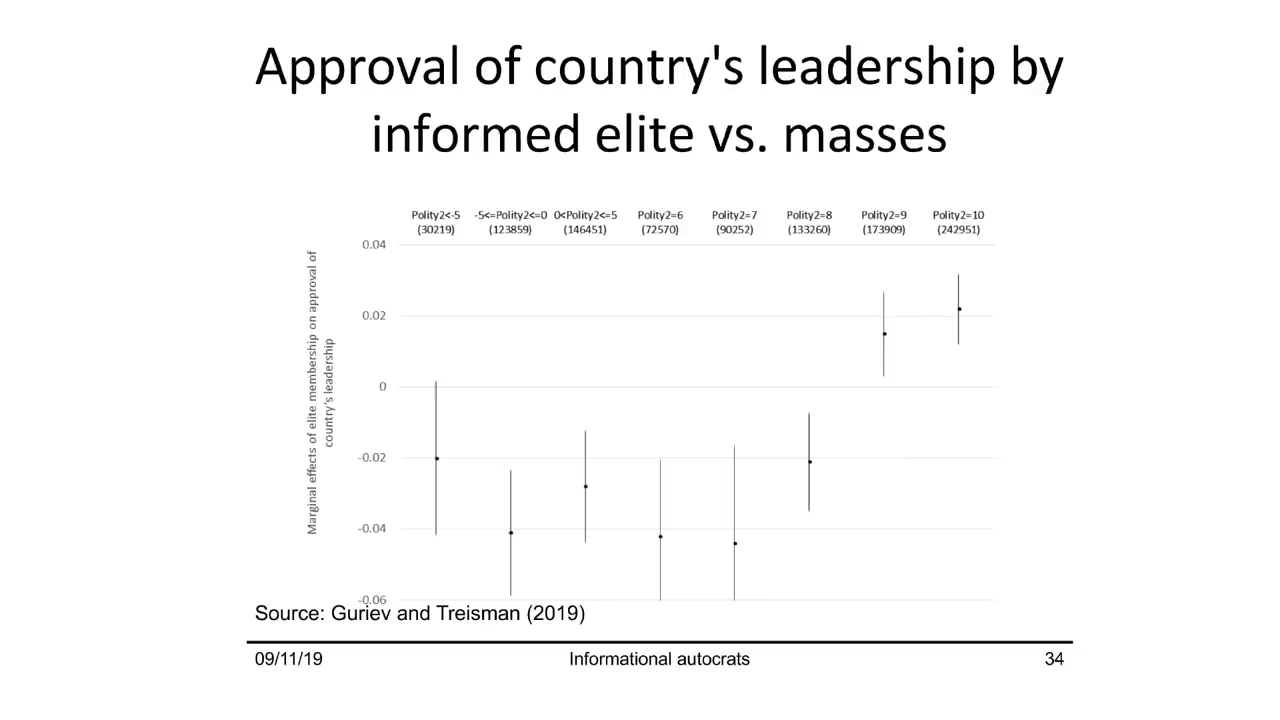 Approval of country's leadership by
informed elite vs. masses
Polity2<-5 -5<=Polity2<=0 0<Polity2<=5 Polity2=6 Polity2=7 Polity2=8 Polity2=9 Polity2=10
(30219) (123859) (146451) (72570) (90252) (133260) (173909) (242951)
0.04
0.02
0
-0.02
-0.04
-0.06
Marginal effects of elite membership on approval of
country's leadership
Source: Guriev and Treisman (2019)
09/11/19 Informational autocrats 34